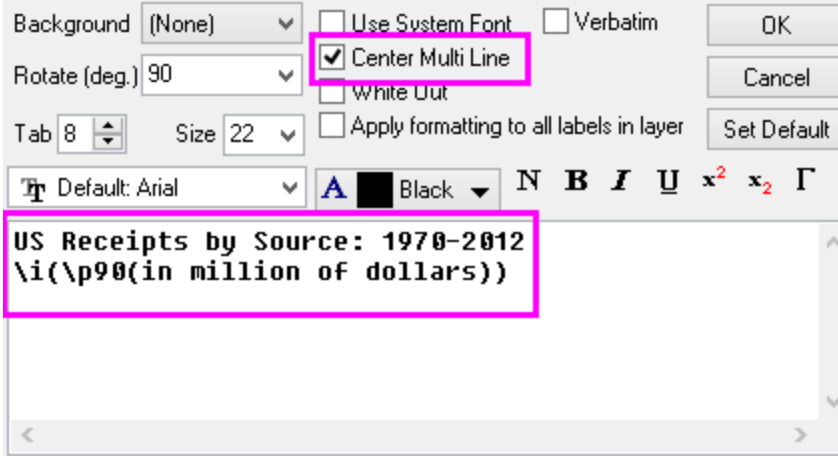 Background (None) Use System Font Verbatim OK
Rotate (deg.) 90 Center Multi Line Cancel
White Out
Tab 8 Size 22 Apply formatting to all labels in layer Set Default
Default: Arial A Black N B I U x² x₂ Γ
US Receipts by Source: 1970-2012
\i(\p90(in million of dollars))